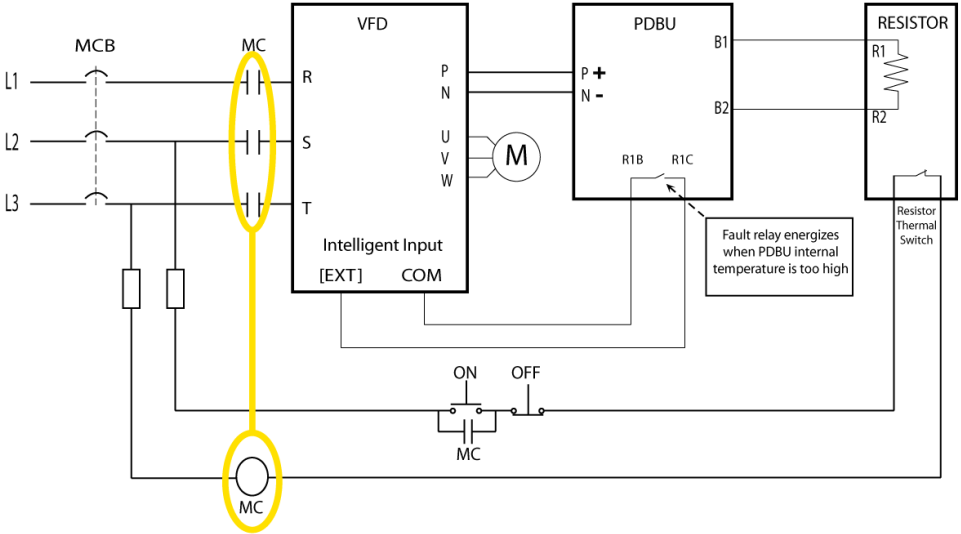 VFD
PDBU
RESISTOR
MCB
MC
L1
R
P
N
P +
N -
B1
B2
R1
R2
L2
S
U
V
W
M
R1B
R1C
L3
T
Resistor
Thermal
Switch
Fault relay energizes
when PDBU internal
temperature is too high
Intelligent Input
[EXT]
COM
ON
OFF
MC
MC